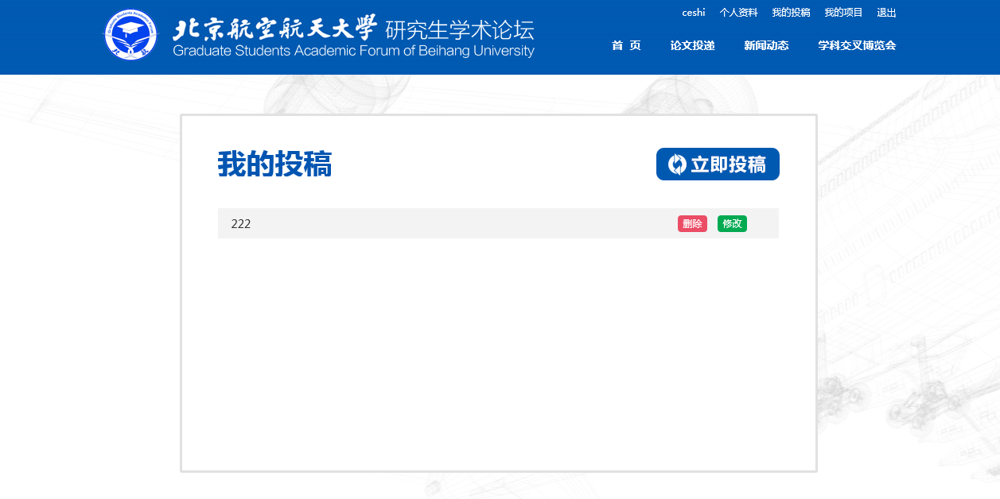 ceshi 个人资料 我的投稿 我的项目 退出
北京航空航天大學 研究生学术论坛
Graduate Students Academic Forum of Beihang University
首 页 论文投递 新闻动态 学科交叉博览会
我的投稿
立即投稿
222
删除 修改